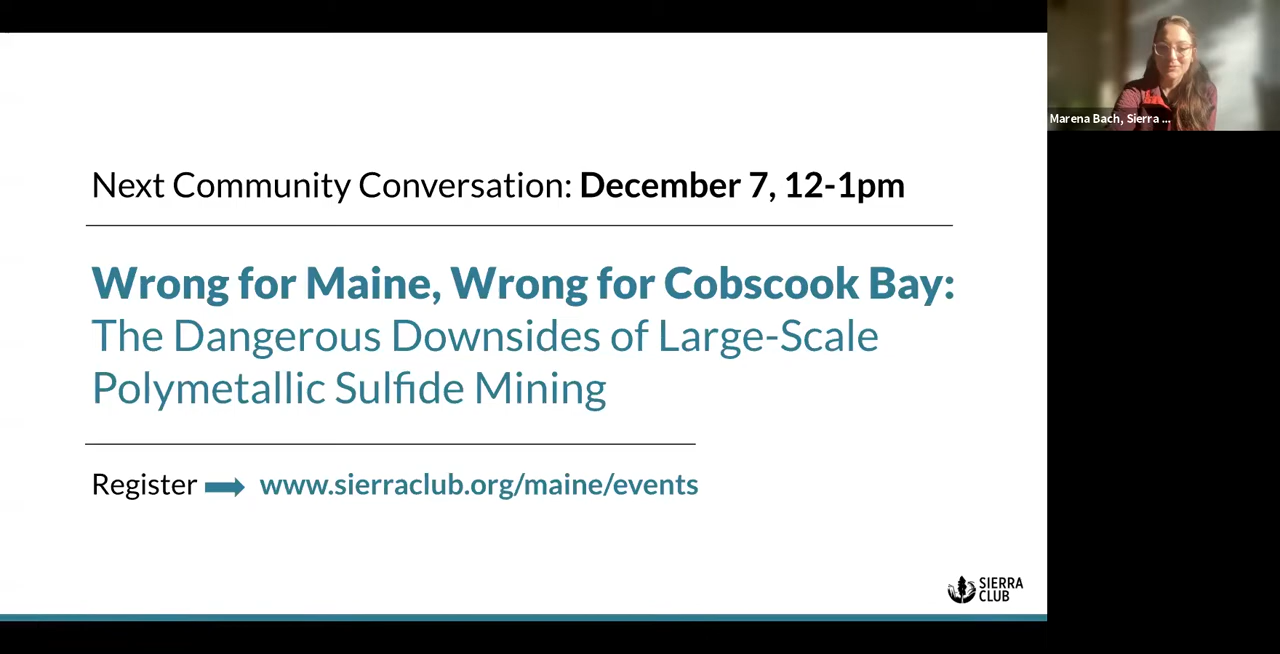 Next Community Conversation: December 7, 12-1pm
Wrong for Maine, Wrong for Cobscook Bay:
The Dangerous Downsides of Large-Scale
Polymetallic Sulfide Mining
Register www.sierraclub.org/maine/events
SIERRA
CLUB
Marena Bach, Sierra ...